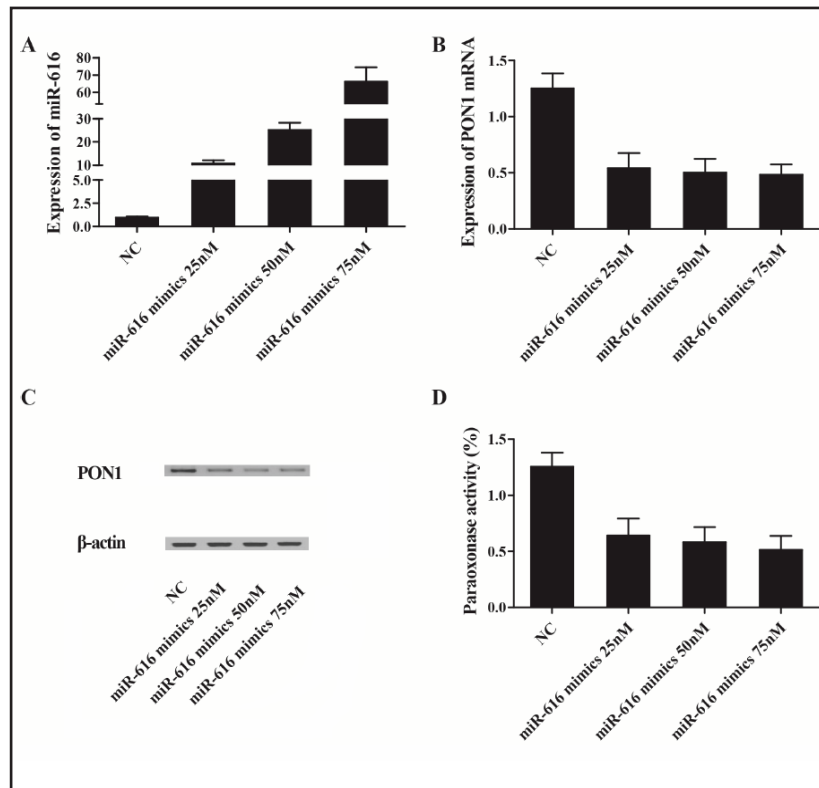 A
Expression of miR-616
80
70
60
30
20
10
5.0
2.5
0.0
NC
miR-616 mimics 25nM
miR-616 mimics 50nM
miR-616 mimics 75nM
B
Expression of PON1 mRNA
1.5
1.0
0.5
0.0
NC
miR-616 mimics 25nM
miR-616 mimics 50nM
miR-616 mimics 75nM
C
PON1
β-actin
NC
miR-616 mimics 25nM
miR-616 mimics 50nM
miR-616 mimics 75nM
D
Paraoxonase activity (%)
1.5
1.0
0.5
0.0
NC
miR-616 mimics 25nM
miR-616 mimics 50nM
miR-616 mimics 75nM